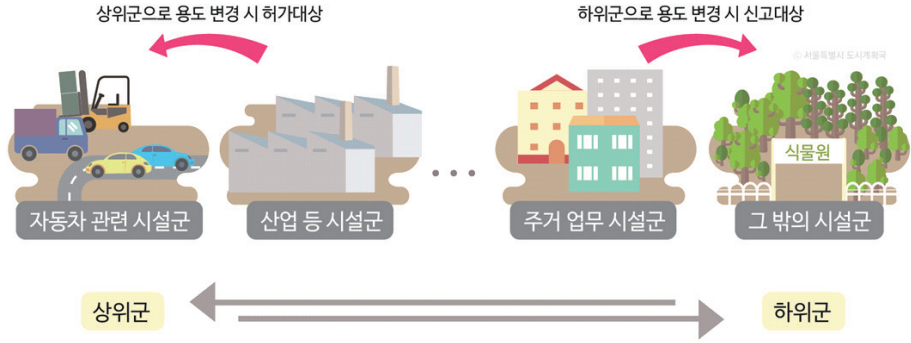 상위군으로 용도 변경 시 허가대상
하위군으로 용도 변경 시 신고대상
© 서울특별시 도시계획국
식물원
자동차 관련 시설군
산업 등 시설군
주거 업무 시설군
그 밖의 시설군
상위군
하위군